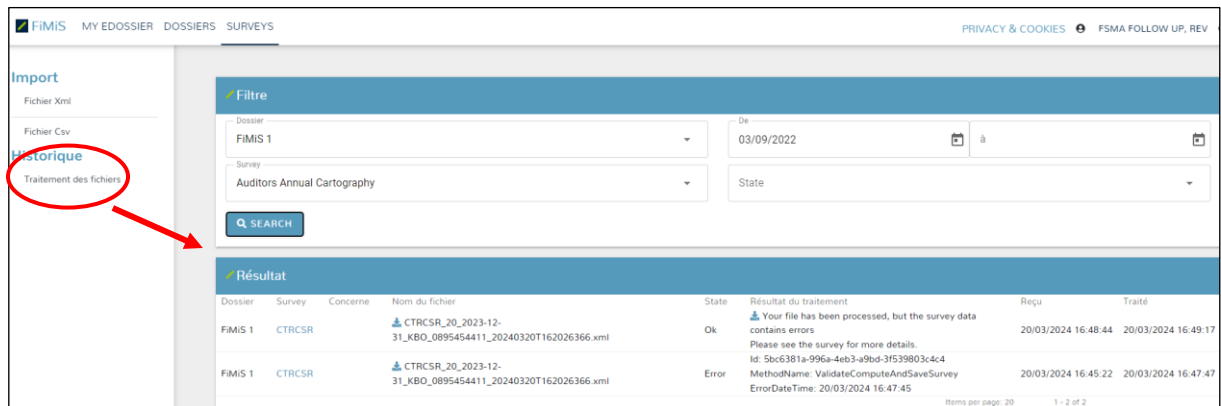 FiMiS MY EDOSSIER DOSSIERS SURVEYS PRIVACY & COOKIES FSMA FOLLOW UP, REV
Import
Fichier Xml
Fichier Csv
Historique
Traitement des fichiers
Filtre
Dossier
FiMiS 1
De
03/09/2022
à
Survey
Auditors Annual Cartography
State
SEARCH
Résultat
Dossier Survey Concerne Nom du fichier State Résultat du traitement Reçu Traité
FiMiS 1 CTRCSR
CTRCSR_20_2023-12-
31_KBO_0895454411_20240320T162026366.xml
Ok
Your file has been processed, but the survey data
contains errors
Please see the survey for more details.
20/03/2024 16:48:44 20/03/2024 16:49:17
FiMiS 1 CTRCSR
CTRCSR_20_2023-12-
31_KBO_0895454411_20240320T162026366.xml
Error
Id: 5bc6381a-996a-4eb3-a9bd-3f539803c4c4
MethodName: ValidateComputeAndSaveSurvey
ErrorDateTime: 20/03/2024 16:47:45
20/03/2024 16:45:22 20/03/2024 16:47:47
Items per page: 20 1 - 2 of 2